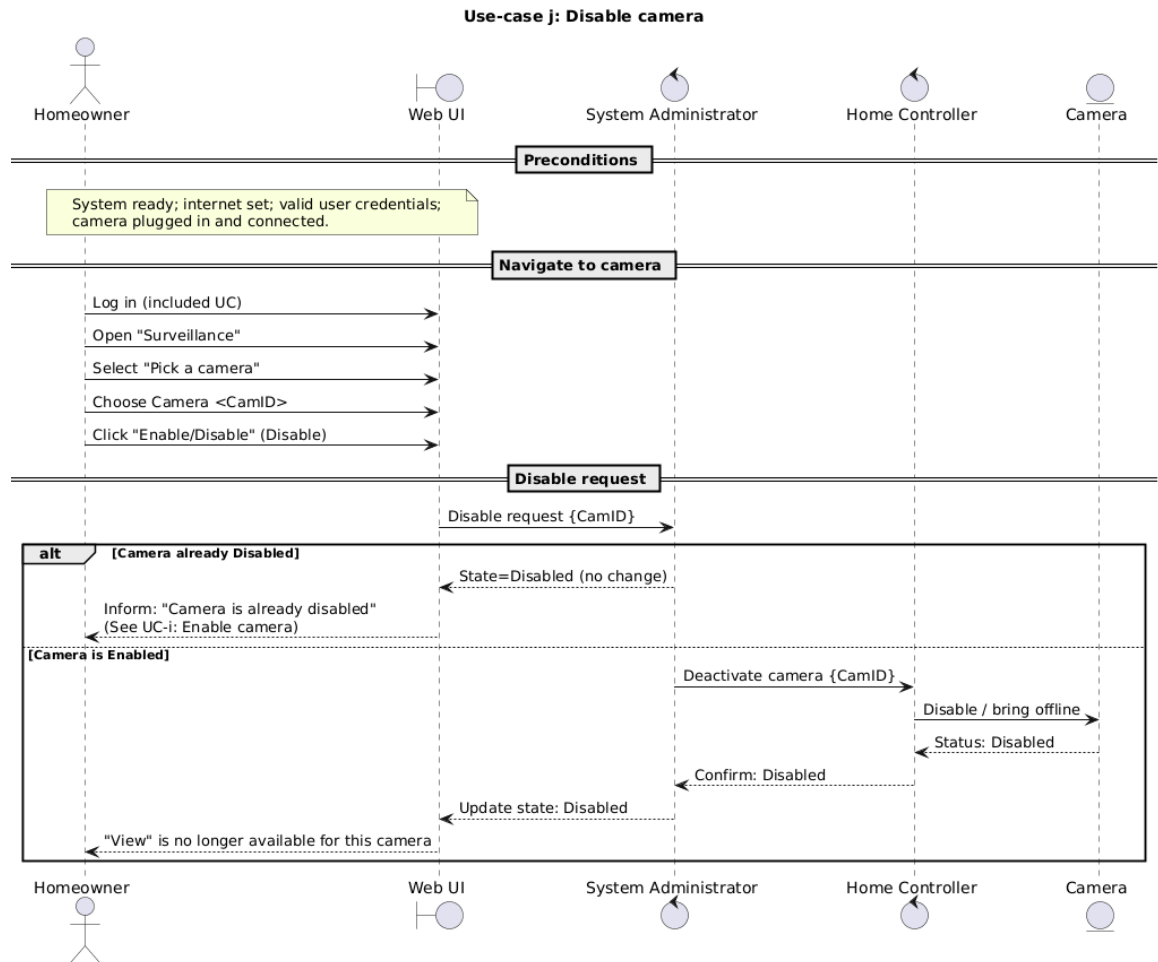 Use-case j: Disable camera
Homeowner
Web UI
System Administrator
Home Controller
Camera
Preconditions
System ready; internet set; valid user credentials;
camera plugged in and connected.
Navigate to camera
Log in (included UC)
Open "Surveillance"
Select "Pick a camera"
Choose Camera <CamID>
Click "Enable/Disable" (Disable)
Disable request
Disable request {CamID}
alt [Camera already Disabled]
State=Disabled (no change)
Inform: "Camera is already disabled"
(See UC-i: Enable camera)
[Camera is Enabled]
Deactivate camera {CamID}
Disable / bring offline
Status: Disabled
Confirm: Disabled
Update state: Disabled
"View" is no longer available for this camera
Homeowner
Web UI
System Administrator
Home Controller
Camera